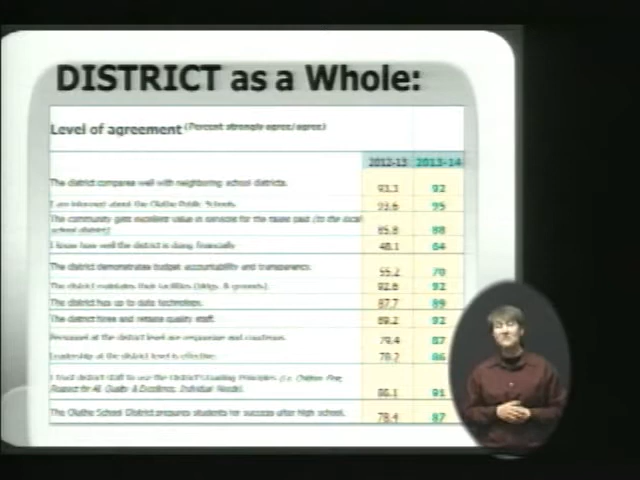 DISTRICT as a Whole:
Level of agreement (Percent strongly agree/agree)
2012-13 2013-14
The district compares well with neighboring school districts. 93.3 92
I am informed about the Olathe Public Schools. 93.6 95
The community gets excellent value in services for the taxes paid (to the local
school district) 85.8 88
I know how well the district is doing financially 48.1 64
The district demonstrates budget accountability and transparency. 55.2 70
The district maintains their facilities (bldgs. & grounds). 92.6 92
The district has up to date technology. 87.7 89
The district hires and retains quality staff. 89.2 92
Personnel at the district level are responsive and courteous. 79.4 87
Leadership at the district level is effective. 78.2 86
I trust district staff to use the District's Guiding Principles (i.e. Children First,
Respect for All, Quality & Excellence, Individual Needs). 86.1 91
The Olathe School District prepares students for success after high school. 78.4 87